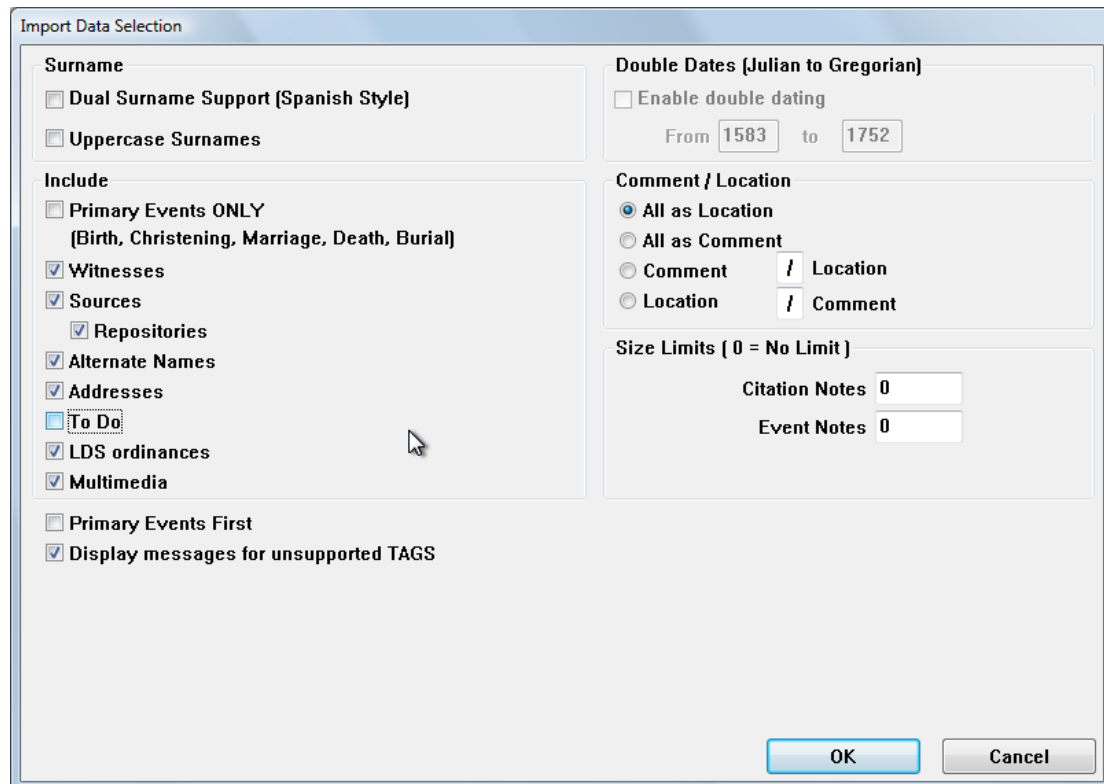 Import Data Selection
Surname
Dual Surname Support (Spanish Style)
Uppercase Surnames
Include
Primary Events ONLY
(Birth, Christening, Marriage, Death, Burial)
Witnesses
Sources
Repositories
Alternate Names
Addresses
To Do
LDS ordinances
Multimedia
Primary Events First
Display messages for unsupported TAGS
Double Dates (Julian to Gregorian)
Enable double dating
From 1583 to 1752
Comment / Location
All as Location
All as Comment
Comment / Location
Location / Comment
Size Limits ( 0 = No Limit )
Citation Notes 0
Event Notes 0
OK Cancel